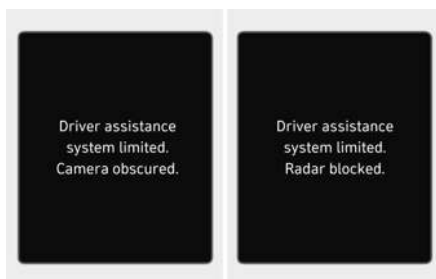 Driver assistance
system limited.
Camera obscured.
Driver assistance
system limited.
Radar blocked.